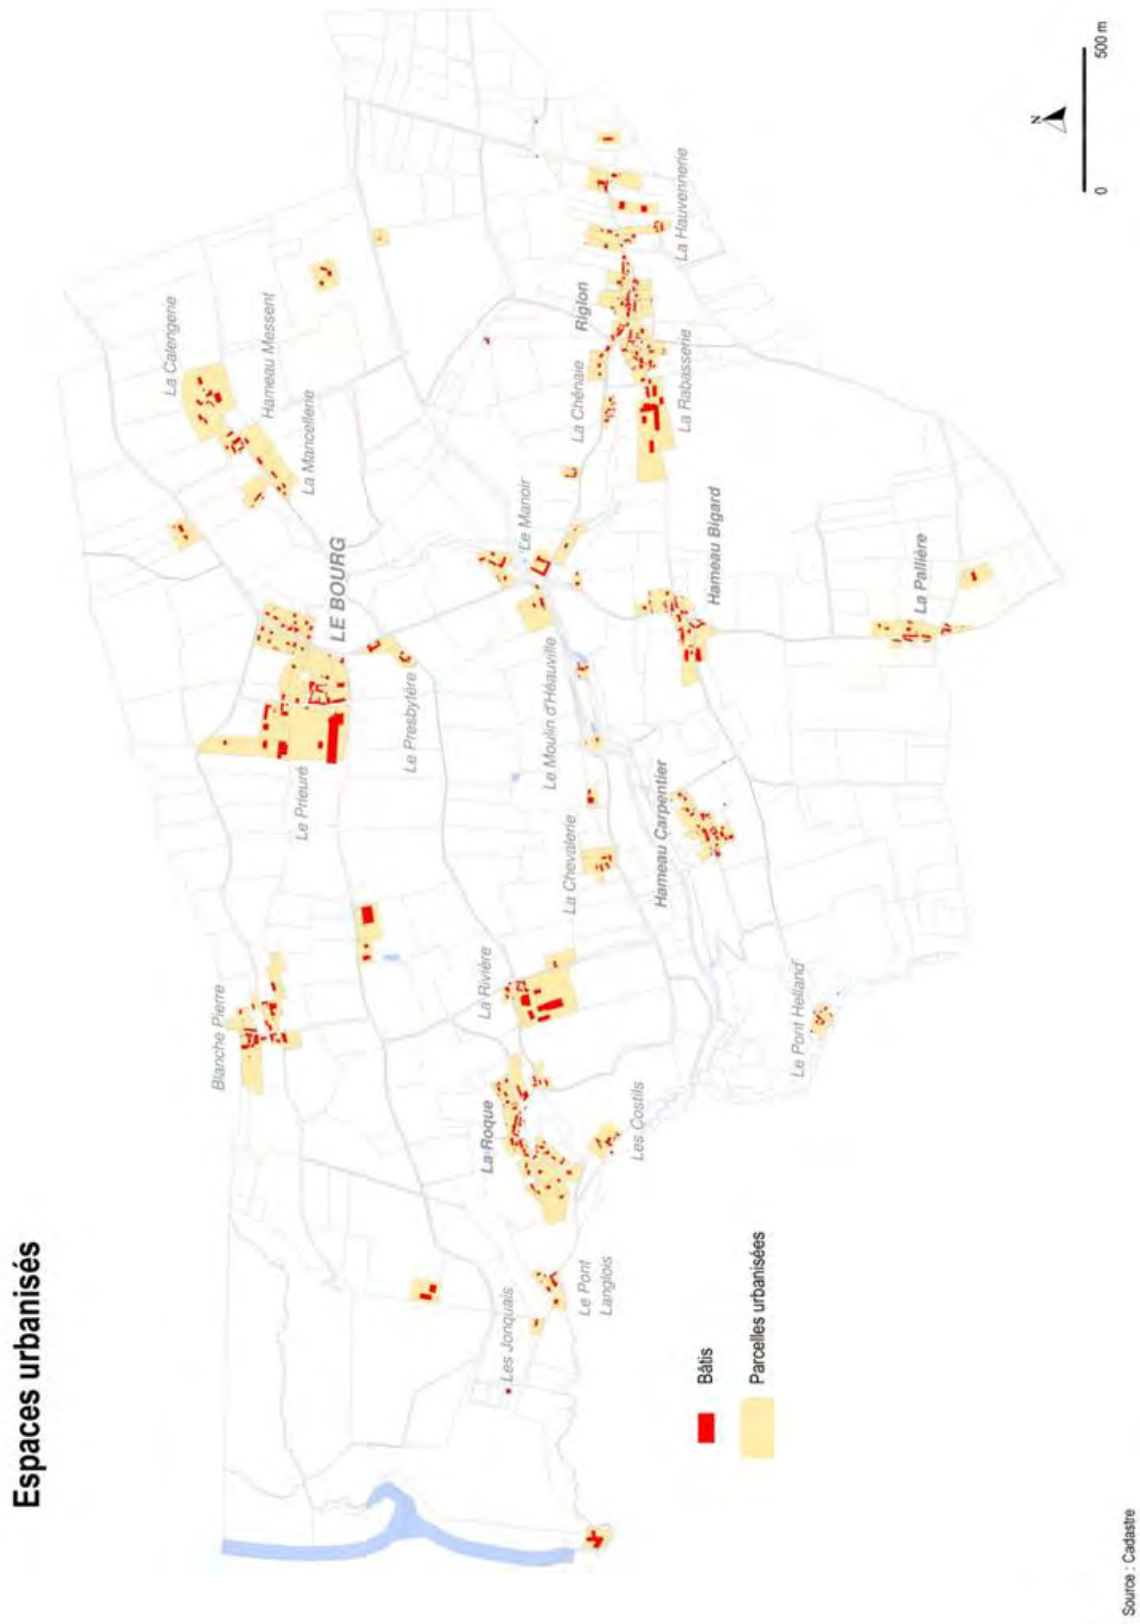 Espaces urbanisés
La Calengerie
Hameau Messent
La Mancellerie
LE BOURG
Le Prieuré
Le Presbytère
Blanche Pierre
La Rivière
La Roque
Les Costils
Le Pont
Langlois
Les Jonquais
La Chevalerie
Le Moulin d'Héauville
Le Manoir
La Chênaie
Riglon
La Hauvennerie
La Rabasserie
Hameau Bigard
Hameau Carpentier
La Pallière
Le Pont Helland
Bâtis
Parcelles urbanisées
N
0 500 m
Source : Cadastre